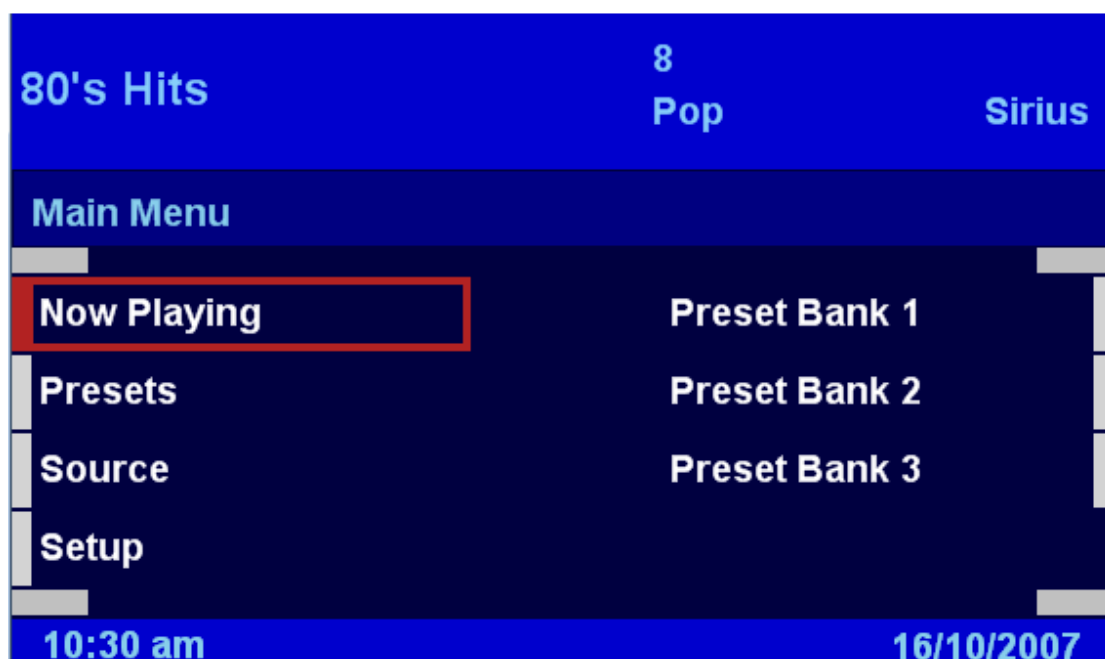 80's Hits
8
Pop
Sirius
Main Menu
Now Playing
Preset Bank 1
Presets
Preset Bank 2
Source
Preset Bank 3
Setup
10:30 am
16/10/2007